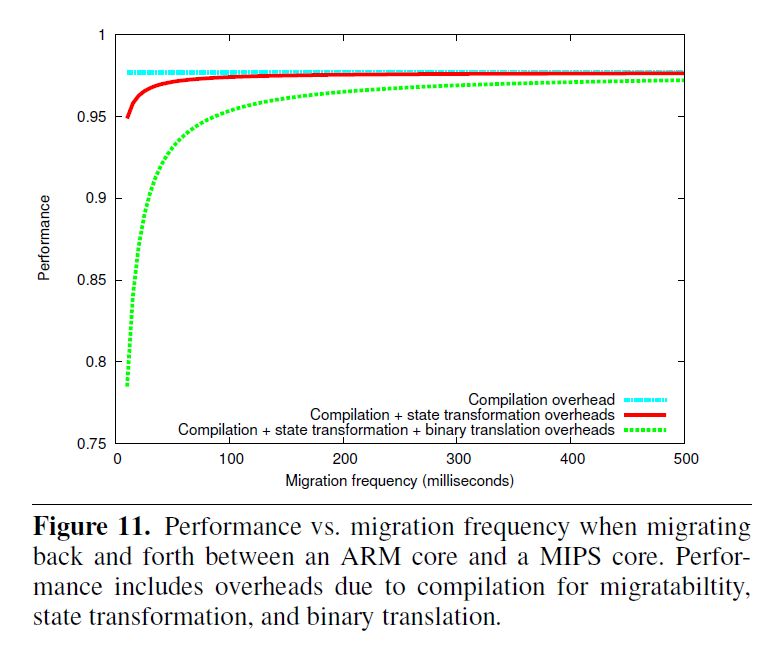 1
0.95
0.9
0.85
0.8
0.75
Performance
Compilation overhead
Compilation + state transformation overheads
Compilation + state transformation + binary translation overheads
0 100 200 300 400 500
Migration frequency (milliseconds)
Figure 11. Performance vs. migration frequency when migrating
back and forth between an ARM core and a MIPS core. Perfor-
mance includes overheads due to compilation for migratabiltity,
state transformation, and binary translation.